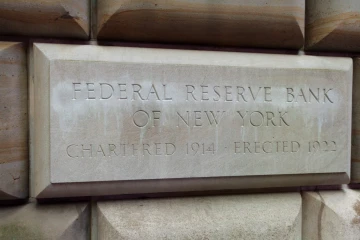 FEDERAL RESERVE BANK
OF NEW YORK
CHARTERED 1914 - ERECTED 1922